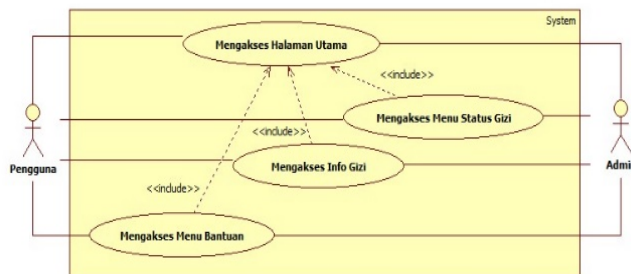 System
Mengakses Halaman Utama
<<include>>
Mengakses Menu Status Gizi
<<include>>
Pengguna
Mengakses Info Gizi
Admi
<<include>>
Mengakses Menu Bantuan